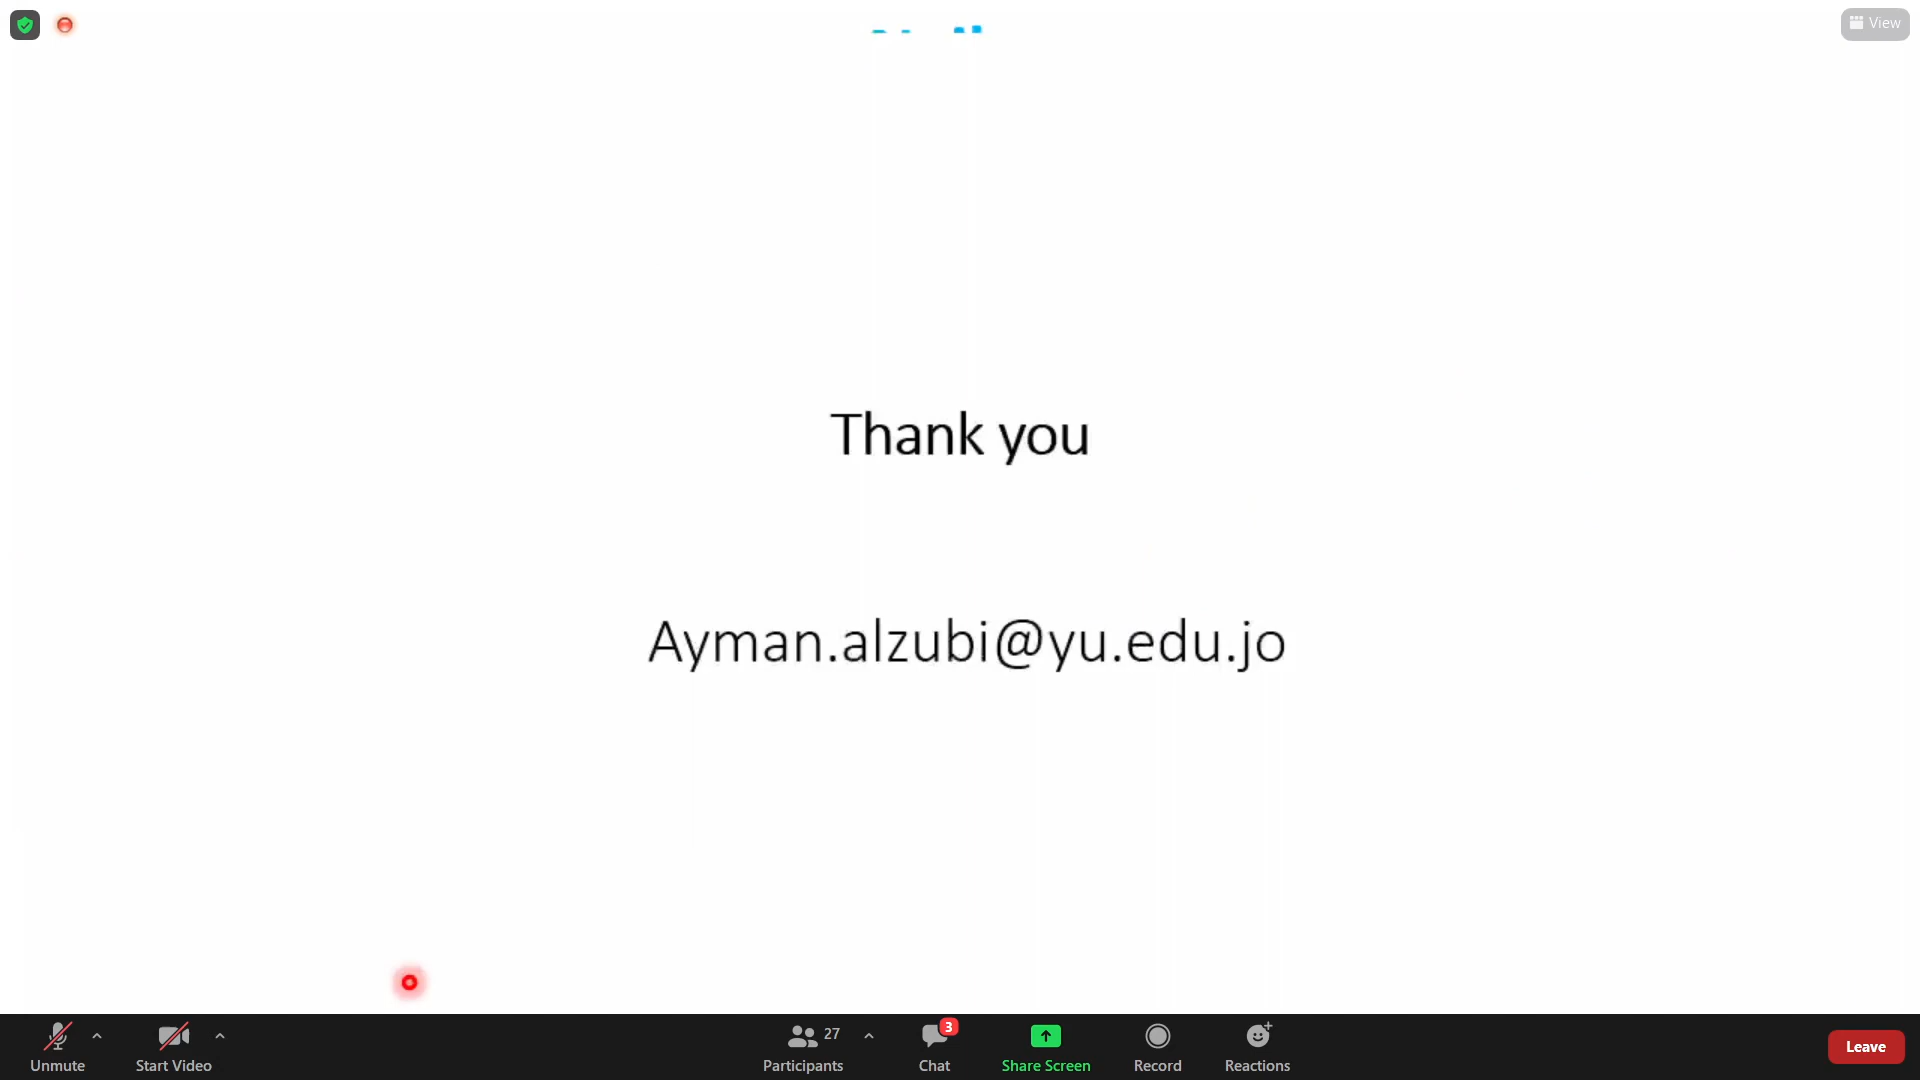 View
Thank you
Ayman.alzubi@yu.edu.jo
Unmute
Start Video
27
Participants
3
Chat
Share Screen
Record
Reactions
Leave